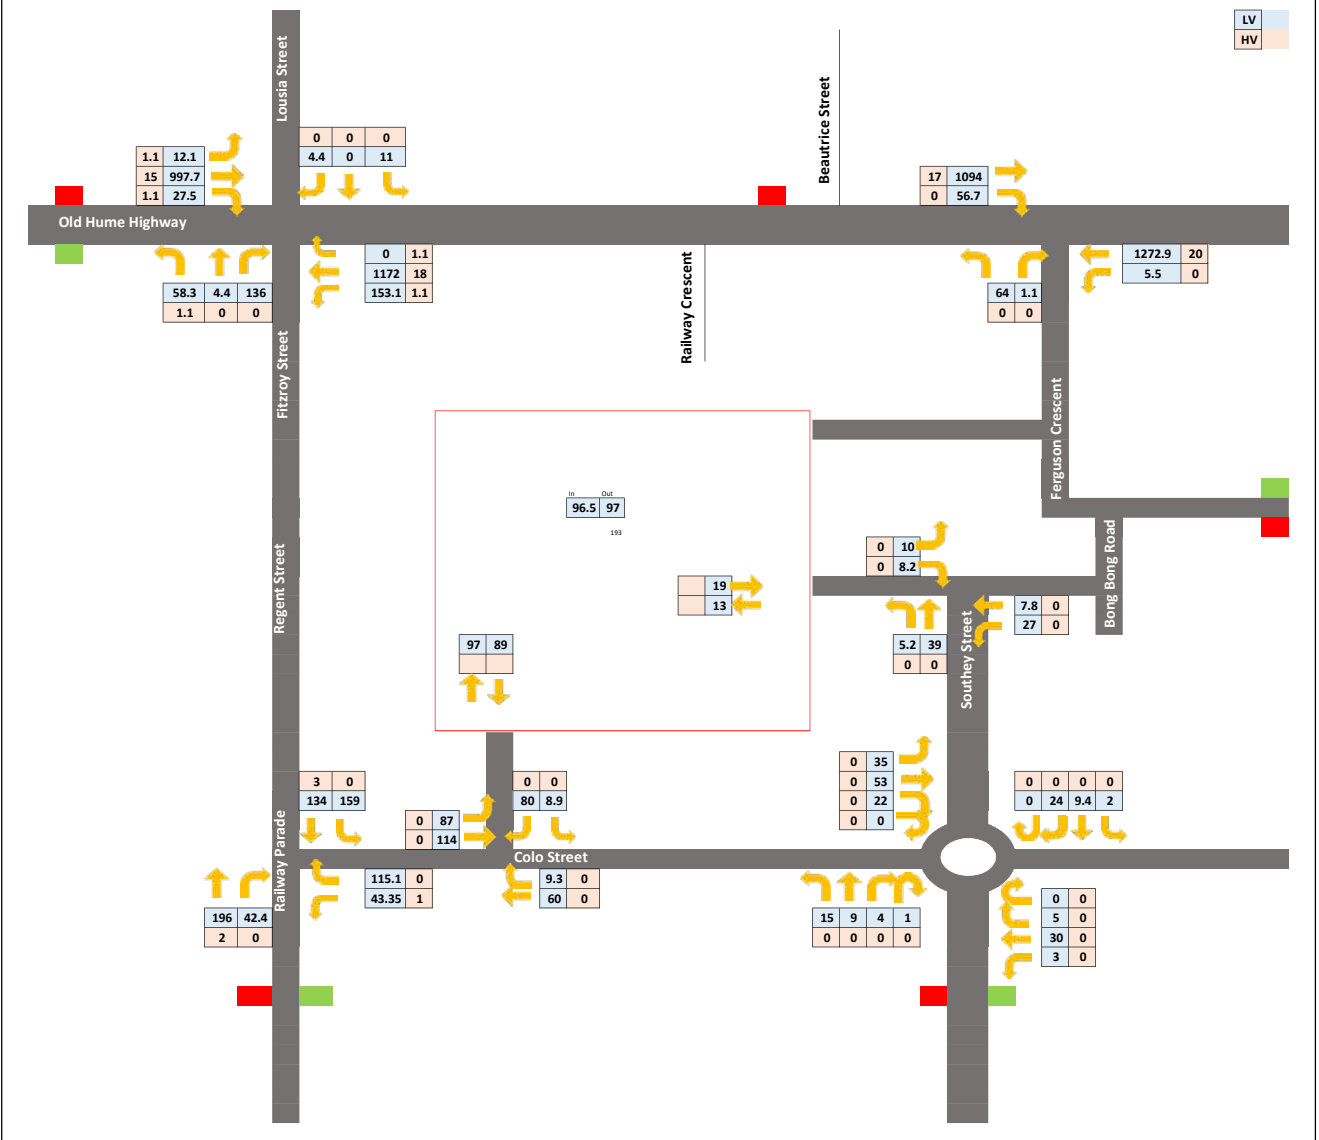 LV
HV
Lousia Street
Beautrice Street
0 0 0
4.4 0 11
1.1 12.1
15 997.7
1.1 27.5
17 1094
0 56.7
Old Hume Highway
0 1.1
1172 18
153.1 1.1
1272.9 20
5.5 0
58.3 4.4 136
1.1 0 0
64 1.1
0 0
Railway Crescent
Fitzroy Street
Ferguson Crescent
In Out
96.5 97
193
Regent Street
Bong Bong Road
0 10
0 8.2
19
13
7.8 0
27 0
97 89
5.2 39
0 0
Southey Street
3 0
134 159
0 0
80 8.9
0 87
0 114
0 35
0 53
0 22
0 0
0 0 0 0
0 24 9.4 2
Railway Parade
Colo Street
115.1 0
43.35 1
9.3 0
60 0
196 42.4
2 0
15 9 4 1
0 0 0 0
0 0
5 0
30 0
3 0